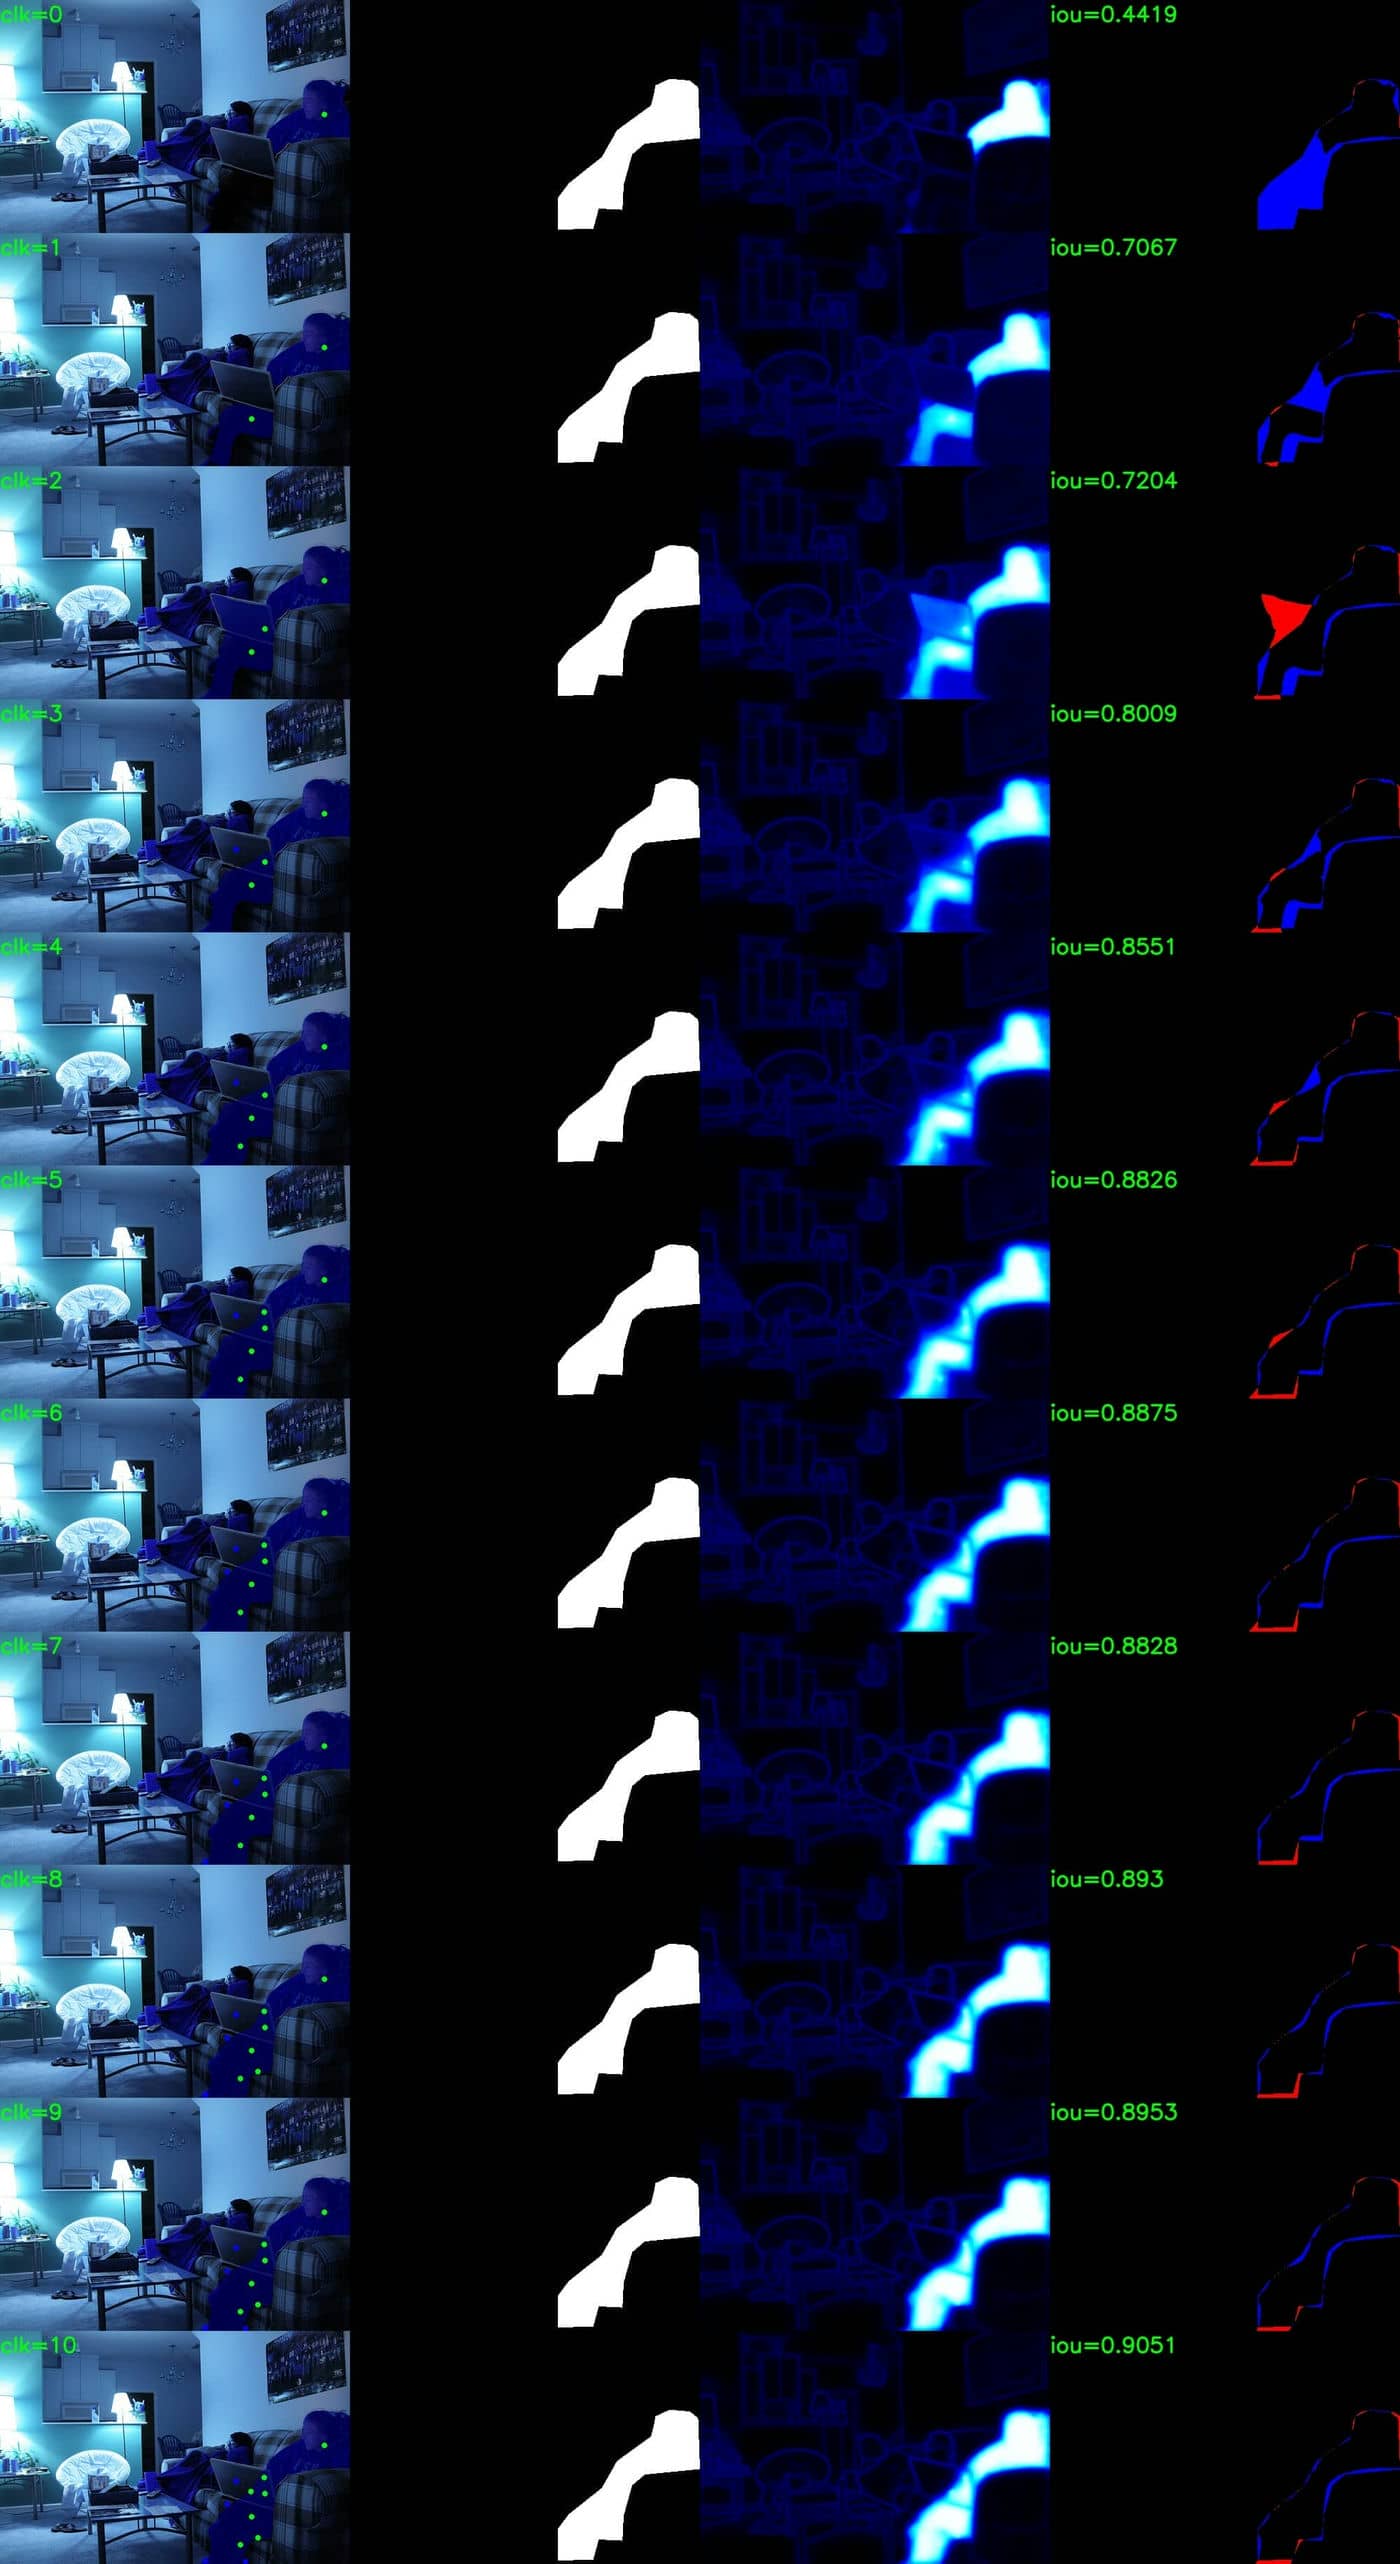 clk=0 iou=0.4419
clk=1 iou=0.7067
clk=2 iou=0.7204
clk=3 iou=0.8009
clk=4 iou=0.8551
clk=5 iou=0.8826
clk=6 iou=0.8875
clk=7 iou=0.8828
clk=8 iou=0.893
clk=9 iou=0.8953
clk=10 iou=0.9051